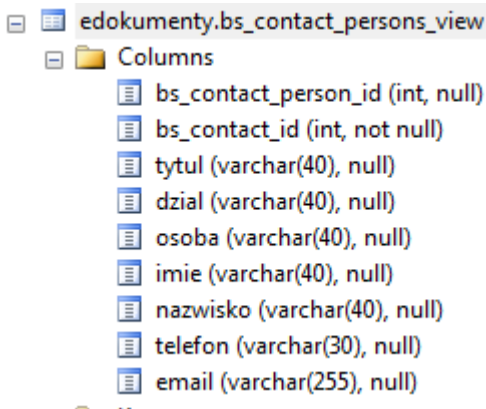 edokumenty.bs_contact_persons_view
Columns
bs_contact_person_id (int, null)
bs_contact_id (int, not null)
tytul (varchar(40), null)
dzial (varchar(40), null)
osoba (varchar(40), null)
imie (varchar(40), null)
nazwisko (varchar(40), null)
telefon (varchar(30), null)
email (varchar(255), null)